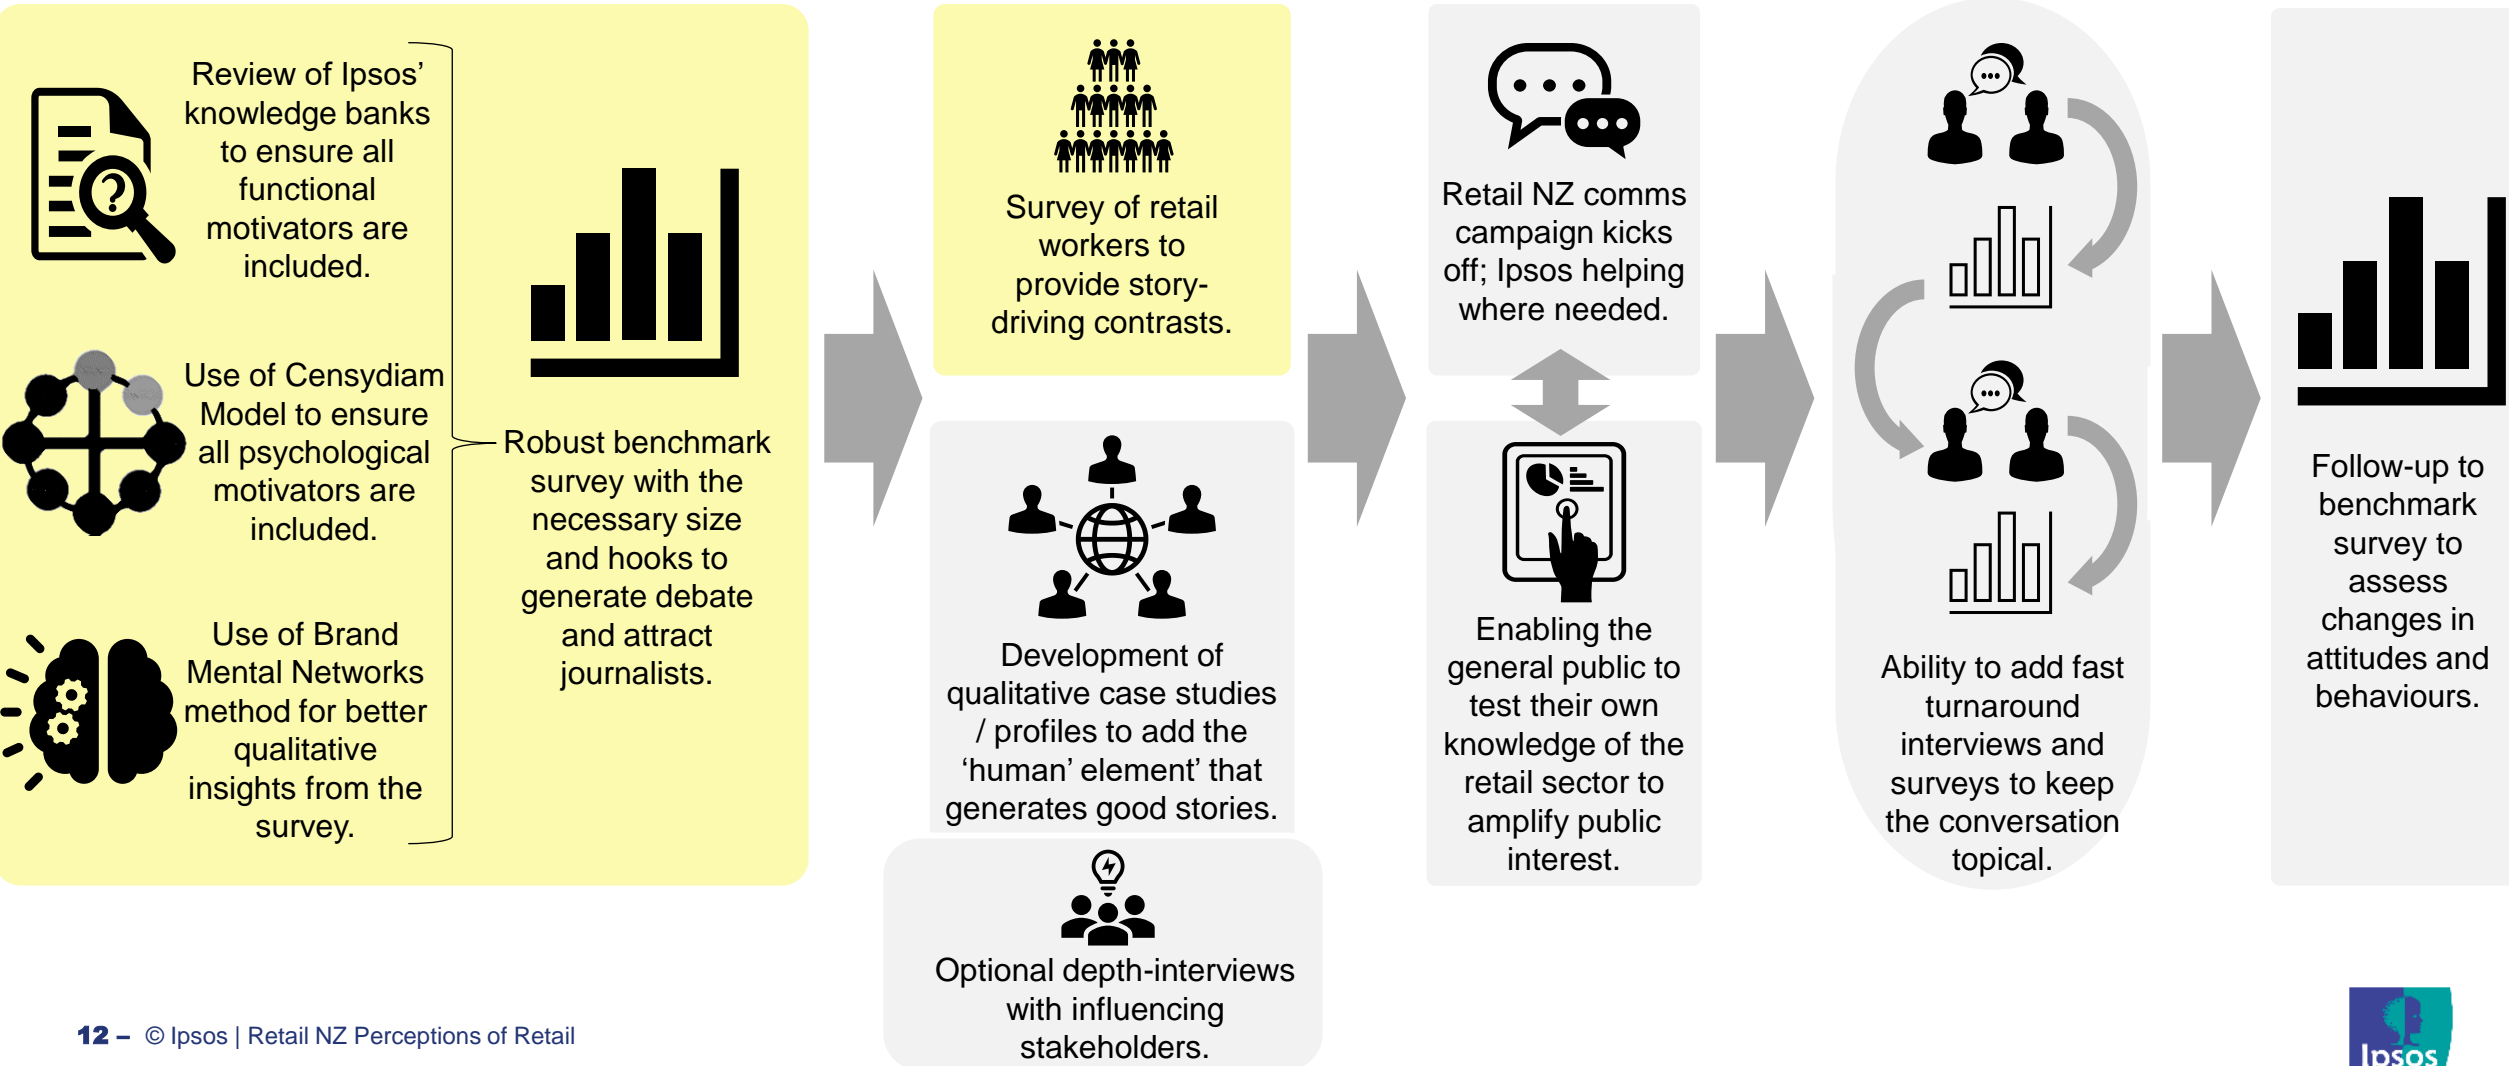 Review of Ipsos’
knowledge banks
to ensure all
functional
motivators are
included.
Use of Censydiam
Model to ensure
all psychological
motivators are
included.
Use of Brand
Mental Networks
method for better
qualitative
insights from the
survey.
Robust benchmark
survey with the
necessary size
and hooks to
generate debate
and attract
journalists.
Survey of retail
workers to
provide story-
driving contrasts.
Development of
qualitative case studies
/ profiles to add the
‘human’ element’ that
generates good stories.
Optional depth-interviews
with influencing
stakeholders.
Retail NZ comms
campaign kicks
off; Ipsos helping
where needed.
Enabling the
general public to
test their own
knowledge of the
retail sector to
amplify public
interest.
Ability to add fast
turnaround
interviews and
surveys to keep
the conversation
topical.
Follow-up to
benchmark
survey to
assess
changes in
attitudes and
behaviours.
12 – © Ipsos | Retail NZ Perceptions of Retail
Ipsos